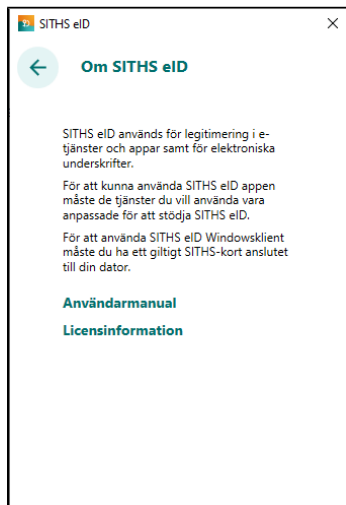 SITHS eID
Om SITHS eID
SITHS eID används för legitimering i e-
tjänster och appar samt för elektroniska
underskrifter.
För att kunna använda SITHS eID appen
måste de tjänster du vill använda vara
anpassade för att stödja SITHS eID.
För att använda SITHS eID Windowsklient
måste du ha ett giltigt SITHS-kort anslutet
till din dator.
Användarmanual
Licensinformation